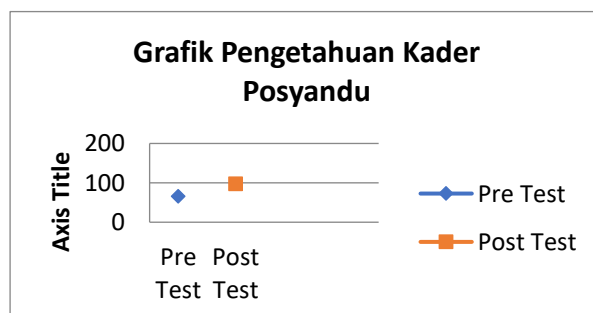 Grafik Pengetahuan Kader
Posyandu
Axis Title
200
100
0
Pre Post
Test Test
Pre Test
Post Test